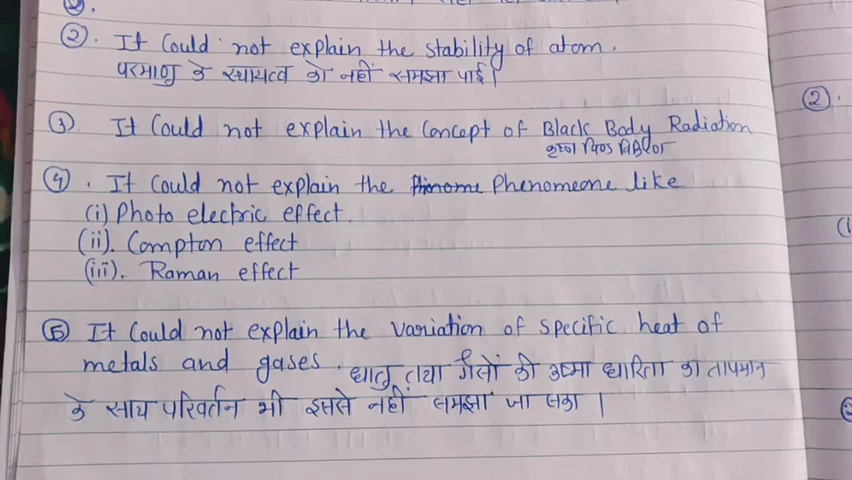 ②. It Could not explain the stability of atom.
परमाणु के स्थायत्व को नहीं समझा पाई।
③ It Could not explain the Concept of Black Body Radiation
कृष्ण पिण्ड विकिरण
②.
④. It Could not explain the Phenomeone like
(i) Photo electric effect.
(ii). Compton effect
(iii). Raman effect
⑤ It Could not explain the variation of specific heat of
metals and gases. धातु तथा गैसों की उष्मा धारिता का तापमान
के साथ परिवर्तन भी इससे नहीं समझा जा सका।